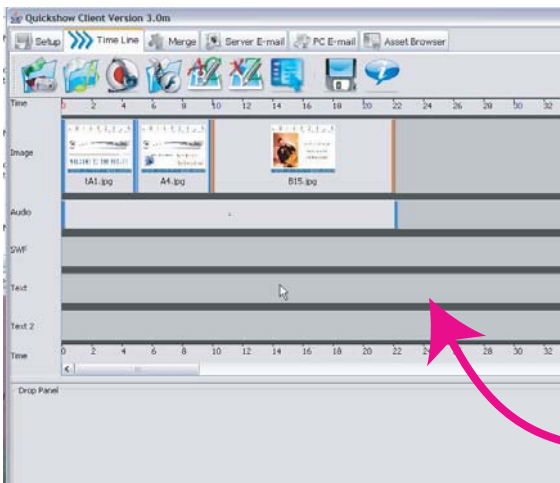 Quickshow Client Version 3.0m
Setup Time Line Merge Server E-mail PC E-mail Asset Browser
Time 0 2 4 6 8 10 12 14 16 18 20 22 24 26 28 30 32
Image
tA1.jpg A4.jpg B15.jpg
Audio
SWF
Text
Text 2
Time 0 2 4 6 8 10 12 14 16 18 20 22 24 26 28 30 32
Drop Panel